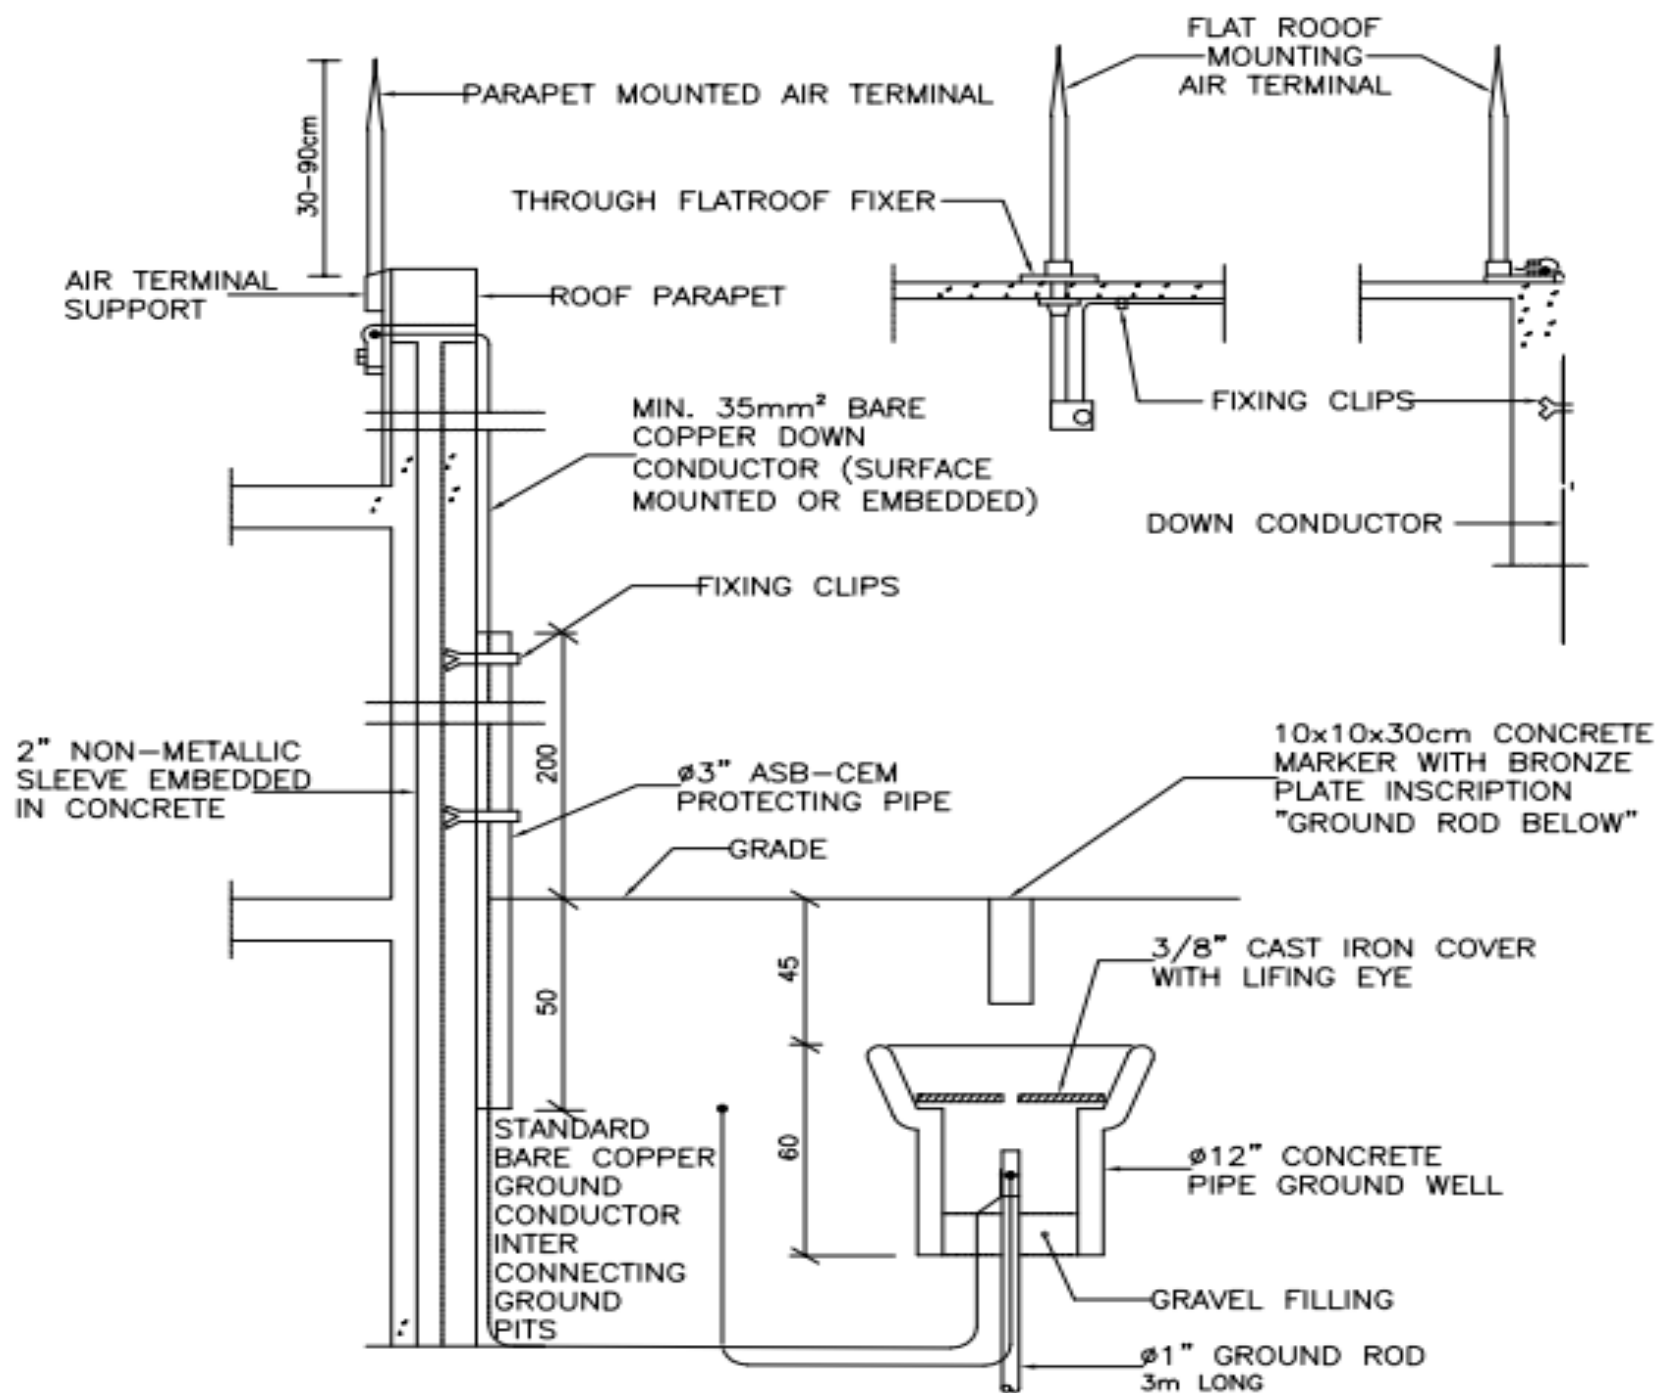 FLAT ROOOF
MOUNTING
AIR TERMINAL
PARAPET MOUNTED AIR TERMINAL
30-90cm
THROUGH FLATROOF FIXER
AIR TERMINAL
SUPPORT
ROOF PARAPET
MIN. 35mm² BARE
COPPER DOWN
CONDUCTOR (SURFACE
MOUNTED OR EMBEDDED)
FIXING CLIPS
DOWN CONDUCTOR
FIXING CLIPS
2" NON-METALLIC
SLEEVE EMBEDDED
IN CONCRETE
200
ø3" ASB-CEM
PROTECTING PIPE
10x10x30cm CONCRETE
MARKER WITH BRONZE
PLATE INSCRIPTION
"GROUND ROD BELOW"
GRADE
50
45
3/8" CAST IRON COVER
WITH LIFING EYE
60
STANDARD
BARE COPPER
GROUND
CONDUCTOR
INTER
CONNECTING
GROUND
PITS
ø12" CONCRETE
PIPE GROUND WELL
GRAVEL FILLING
ø1" GROUND ROD
3m LONG